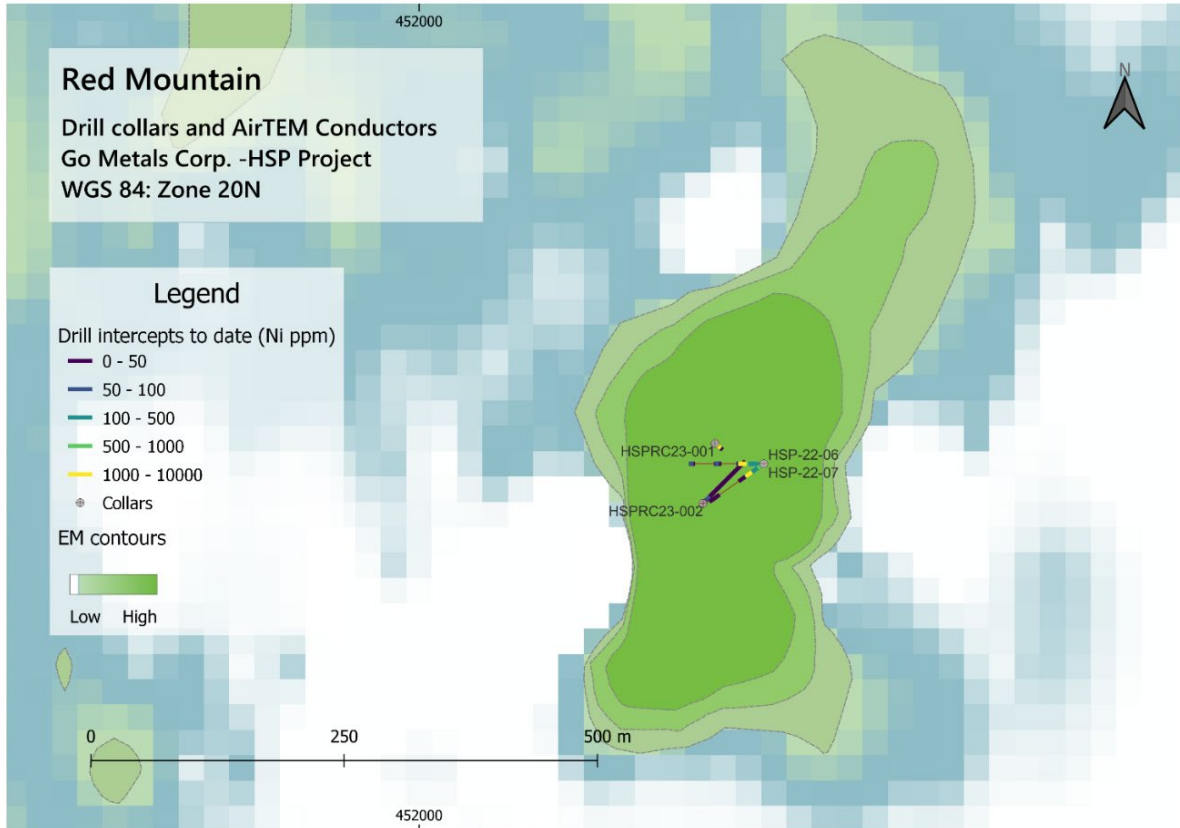 452000
Red Mountain
Drill collars and AirTEM Conductors
Go Metals Corp. -HSP Project
WGS 84: Zone 20N
N
Legend
Drill intercepts to date (Ni ppm)
0 - 50
50 - 100
100 - 500
500 - 1000
1000 - 10000
Collars
EM contours
Low High
HSPRC23-001
HSP-22-06
HSP-22-07
HSPRC23-002
0 250 500 m
452000